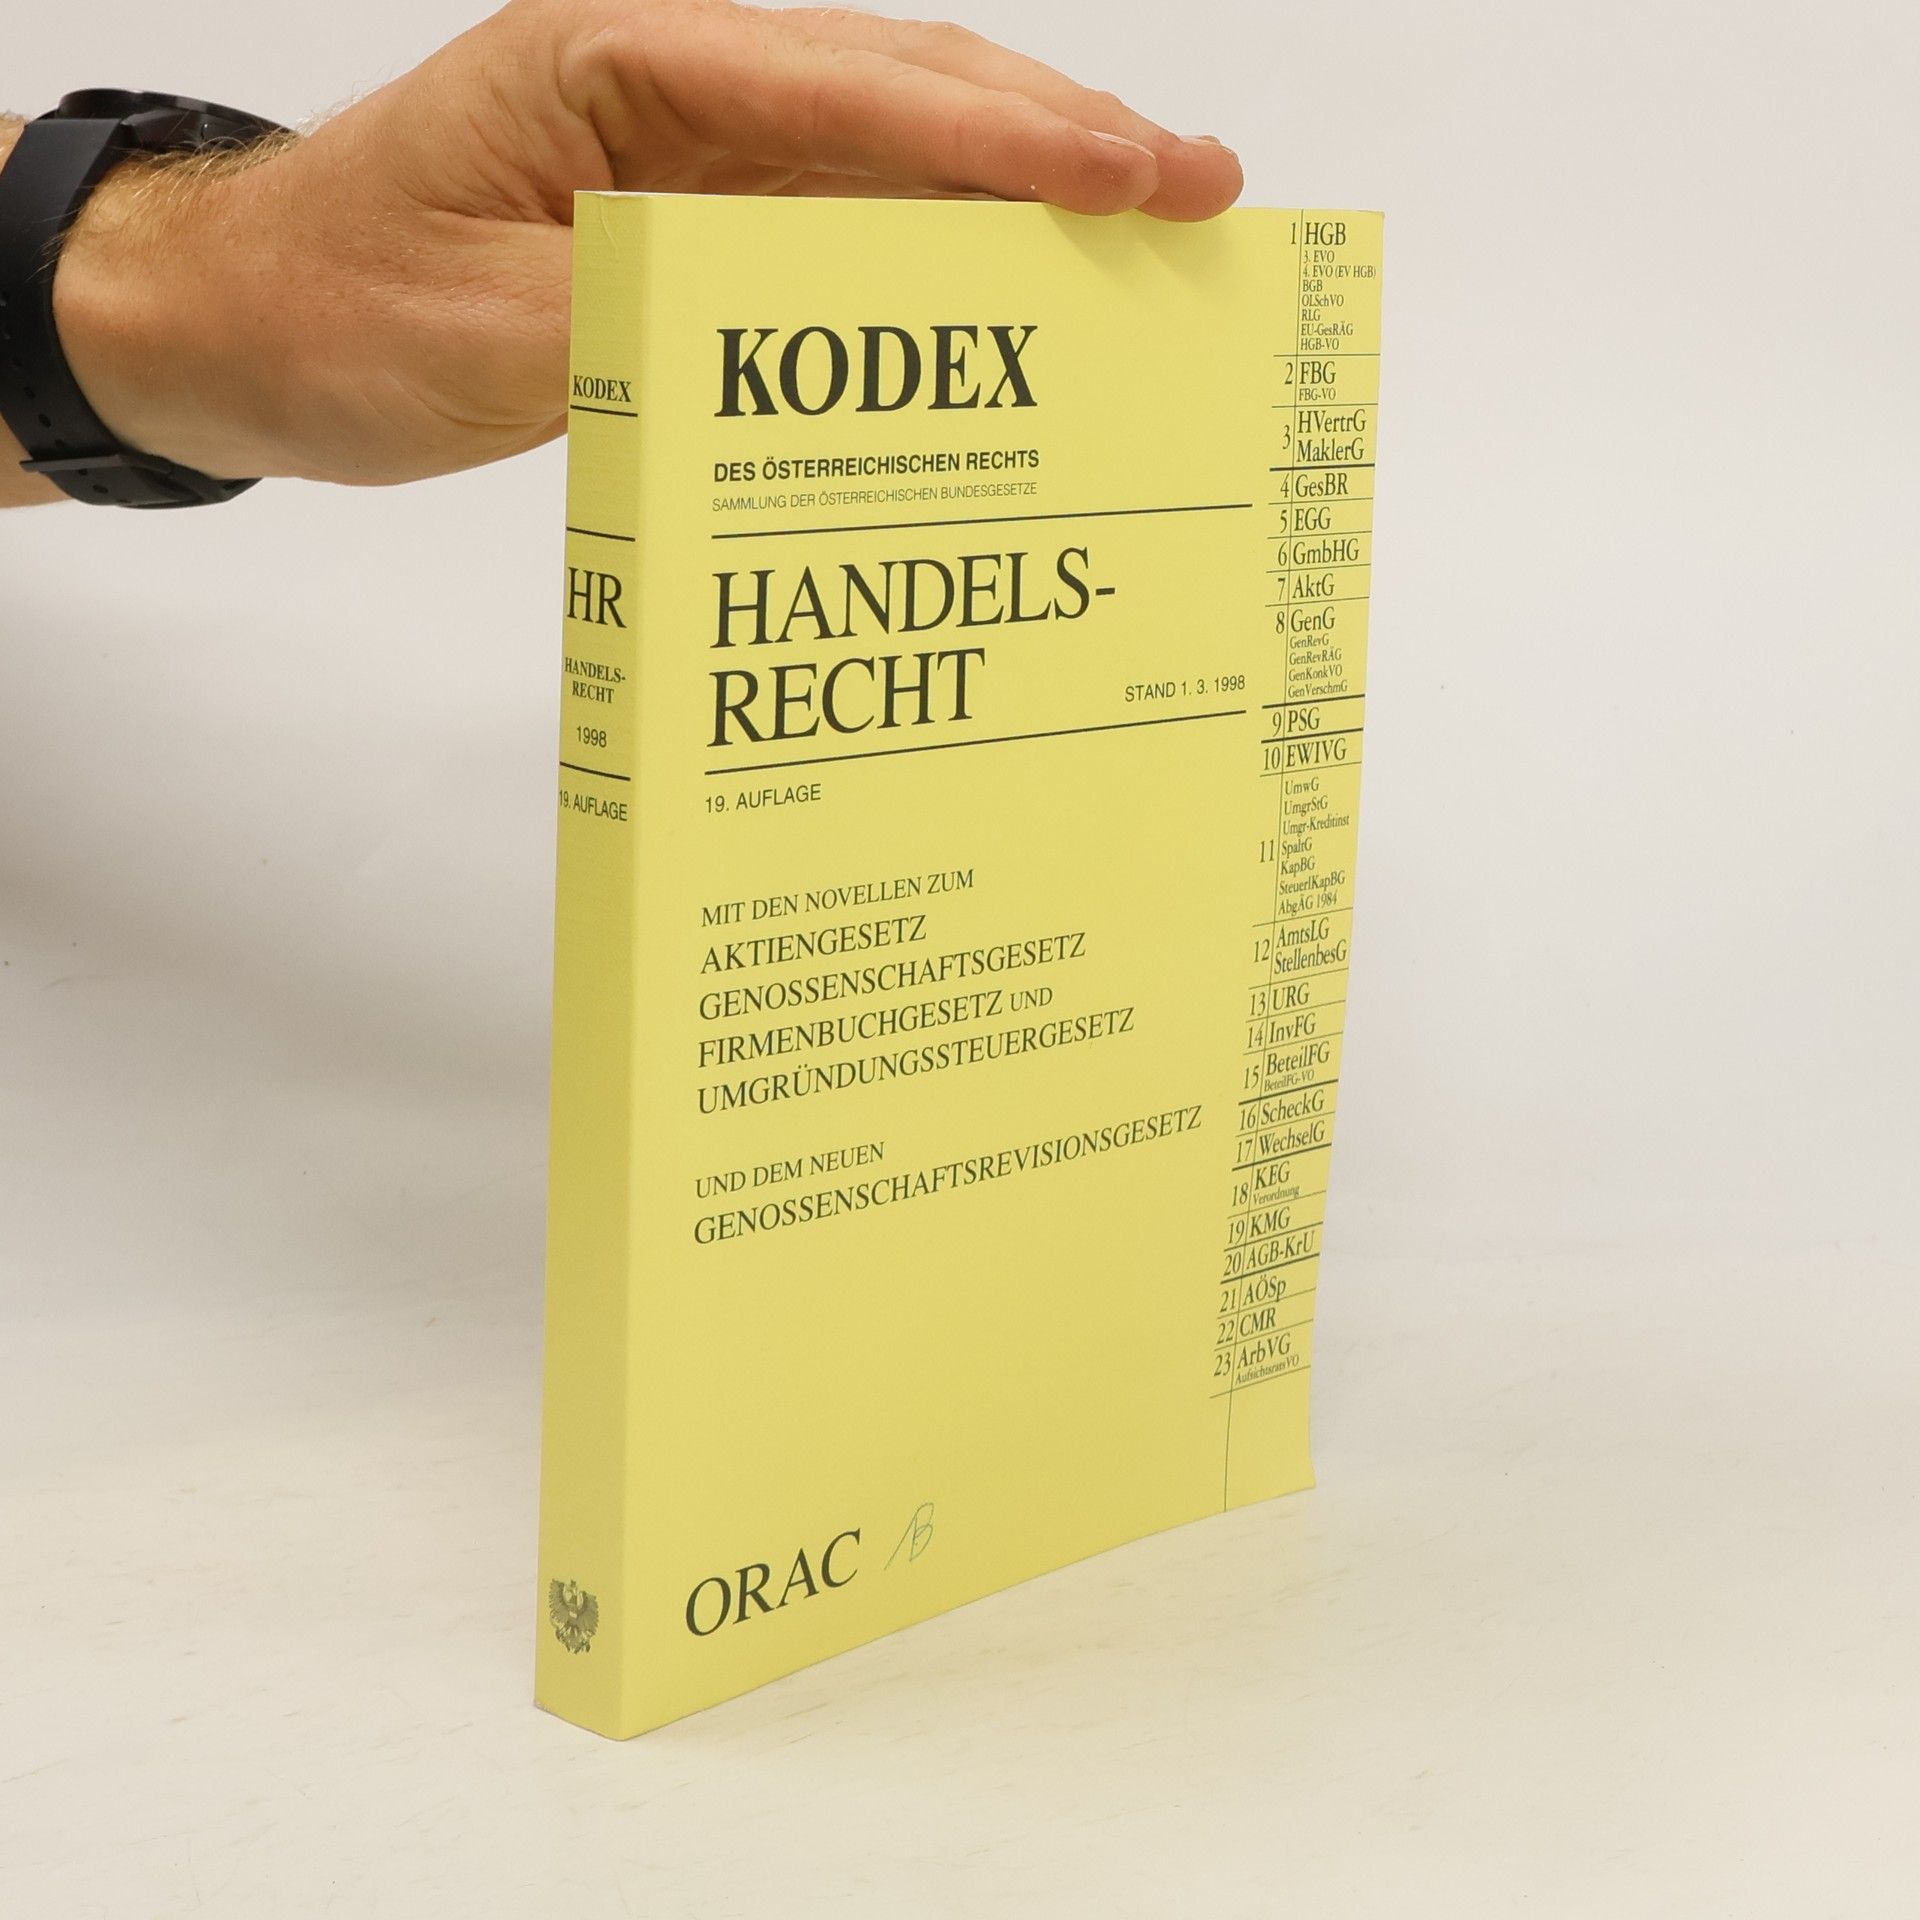 KODEX
HR
HANDELS-
RECHT
1998
19. AUFLAGE
KODEX
DES ÖSTERREICHISCHEN RECHTS
SAMMLUNG DER ÖSTERREICHISCHEN BUNDESGESETZE
HANDELS-
RECHT
STAND 1. 3. 1998
19. AUFLAGE
MIT DEN NOVELLEN ZUM
AKTIENGESETZ
GENOSSENSCHAFTSGESETZ
FIRMENBUCHGESETZ UND
UMGRÜNDUNGSSTEUERGESETZ
UND DEM NEUEN
GENOSSENSCHAFTSREVISIONSGESETZ
ORAC
1 HGB
3. EVO
4. EVO (EV HGB)
BGB
OLSchVO
RLG
EU-GesRÄG
HGB-VO
2 FBG
FBG-VO
3 HVertrG
MaklerG
4 GesBR
5 EGG
6 GmbHG
7 AktG
8 GenG
GenRevG
GenRevRÄG
GenKonkVO
GenVerschmG
9 PSG
10 EWIVG
11 UmwG
UmgrStG
Umgr-Kreditinst
SpaltG
KapBG
SteuerlKapBG
AbgÄG 1984
12 AmtsLG
StellenbesG
13 URG
14 InvFG
15 BeteilFG
BeteilFG-VO
16 ScheckG
17 WechselG
18 KEG
Verordnung
19 KMG
20 AGB-KrU
21 AÖSp
22 CMR
23 ArbVG
AufsichtsratsVO